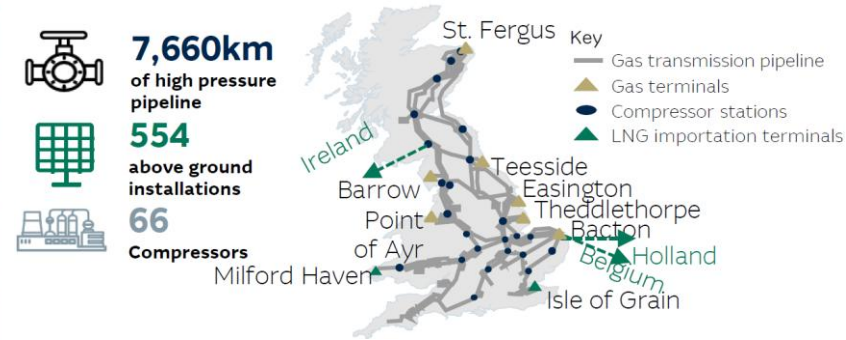 7,660km
of high pressure
pipeline
554
above ground
installations
66
Compressors
St. Fergus
Key
Gas transmission pipeline
Gas terminals
Compressor stations
LNG importation terminals
Ireland
Teesside
Barrow
Easington
Theddlethorpe
Point
of Ayr
Bacton
Holland
Belgium
Milford Haven
Isle of Grain